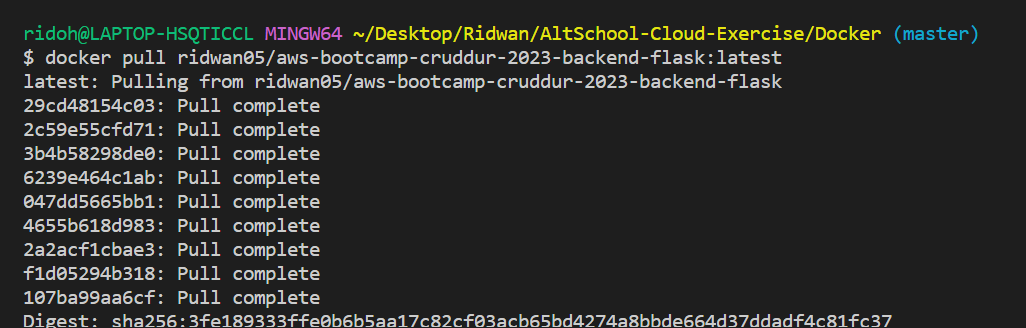 ridoh@LAPTOP-HSQTICCL MINGW64 ~/Desktop/Ridwan/AltSchool-Cloud-Exercise/Docker (master)
$ docker pull ridwan05/aws-bootcamp-cruddur-2023-backend-flask:latest
latest: Pulling from ridwan05/aws-bootcamp-cruddur-2023-backend-flask
29cd48154c03: Pull complete
2c59e55cfd71: Pull complete
3b4b58298de0: Pull complete
6239e464c1ab: Pull complete
047dd5665bb1: Pull complete
4655b618d983: Pull complete
2a2acf1cbae3: Pull complete
f1d05294b318: Pull complete
107ba99aa6cf: Pull complete
Digest: sha256:3fe189333ffe0b6b5aa17c82cf03acb65bd4274a8bbde664d37ddadf4c81fc37